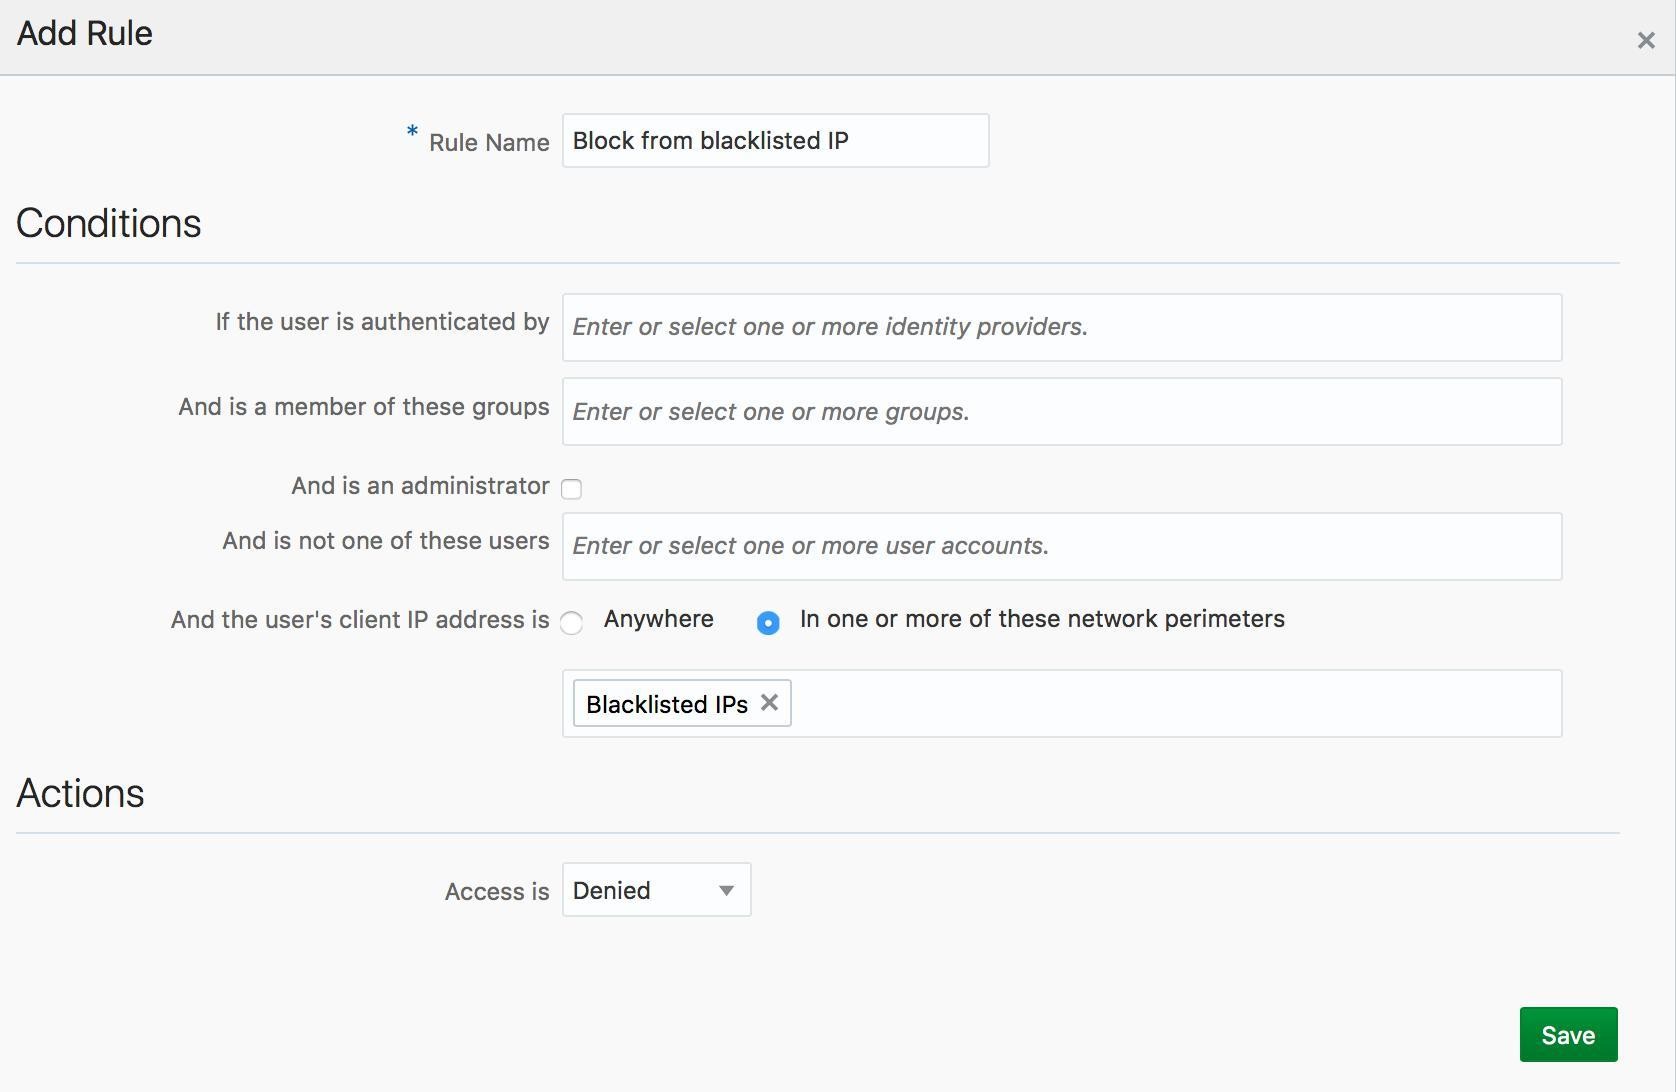 Add Rule
* Rule Name Block from blacklisted IP
Conditions
If the user is authenticated by Enter or select one or more identity providers.
And is a member of these groups Enter or select one or more groups.
And is an administrator
And is not one of these users Enter or select one or more user accounts.
And the user's client IP address is Anywhere In one or more of these network perimeters
Blacklisted IPs
Actions
Access is Denied
Save